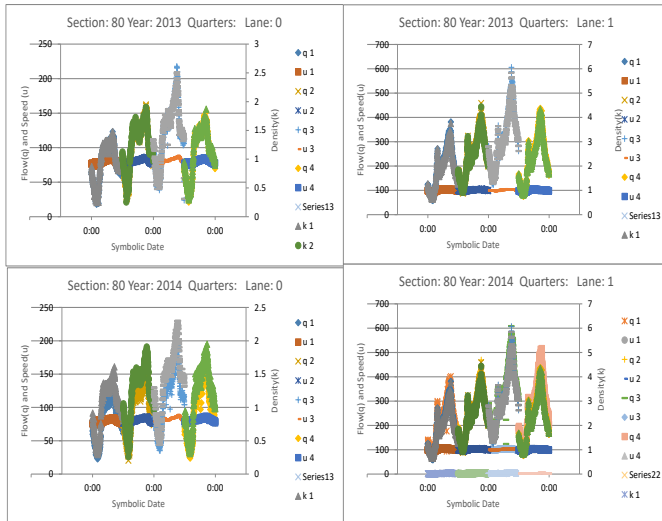 Section: 80 Year: 2013 Quarters: Lane: 0
250
200
150
100
50
0
3
2.5
2
1.5
1
0.5
0
Flow(q) and Speed(u)
Density(k)
0:00 0:00 0:00
Symbolic Date
q 1
u 1
q 2
u 2
q 3
u 3
q 4
u 4
Series13
k 1
k 2
Section: 80 Year: 2013 Quarters: Lane: 1
700
600
500
400
300
200
100
0
7
6
5
4
3
2
1
0
Flow(q) and Speed(u)
Density(k)
0:00 0:00 0:00
Symbolic Date
q 1
u 1
q 2
u 2
q 3
u 3
q 4
u 4
Series13
k 1
Section: 80 Year: 2014 Quarters: Lane: 0
250
200
150
100
50
0
2.5
2
1.5
1
0.5
0
Flow(q) and Speed(u)
Density(k)
0:00 0:00 0:00
Symbolic Date
q 1
u 1
q 2
u 2
q 3
u 3
q 4
u 4
Series13
k 1
Section: 80 Year: 2014 Quarters: Lane: 1
700
600
500
400
300
200
100
0
7
6
5
4
3
2
1
0
Flow(q) and Speed(u)
Density(k)
0:00 0:00 0:00
Symbolic Date
q 1
u 1
q 2
u 2
q 3
u 3
q 4
u 4
Series22
k 1